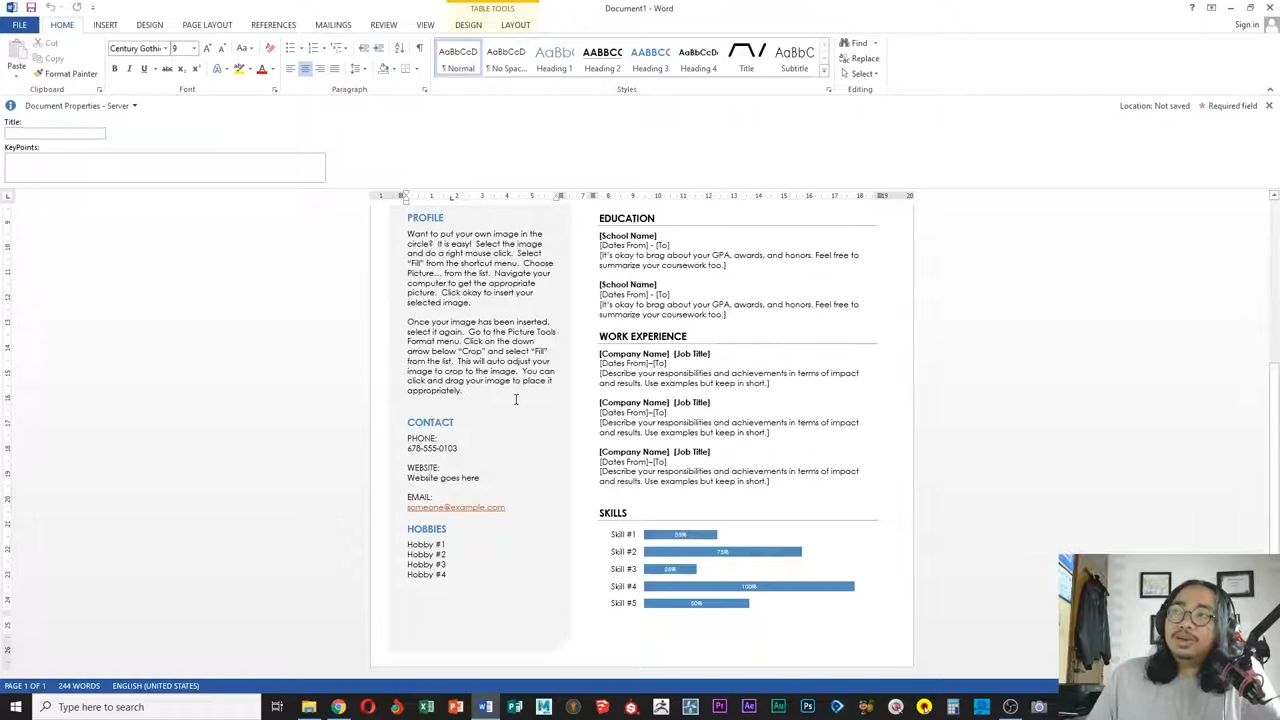 TABLE TOOLS
Document1 - Word
FILE HOME INSERT DESIGN PAGE LAYOUT REFERENCES MAILINGS REVIEW VIEW DESIGN LAYOUT
Sign in
Paste
Cut
Copy
Format Painter
Clipboard
Century Gothi 9
Font
Paragraph
AaBbCcD AaBbCcD AaBbC AABBCC AABBCC AaBbCcD AaBbC
¶ Normal ¶ No Spac... Heading 1 Heading 2 Heading 3 Heading 4 Title Subtitle
Styles
Find
Replace
Select
Editing
Document Properties - Server
Location: Not saved
* Required field
Title:
KeyPoints:
PROFILE
Want to put your own image in the
circle? It is easy! Select the image
and do a right mouse click. Select
“Fill” from the shortcut menu. Choose
Picture… from the list. Navigate your
computer to get the appropriate
picture. Click okay to insert your
selected image.
Once your image has been inserted,
select it again. Go to the Picture Tools
Format menu. Click on the down
arrow below “Crop” and select “Fill”
from the list. This will auto adjust your
image to crop to the image. You can
click and drag your image to place it
appropriately.
CONTACT
PHONE:
678-555-0103
WEBSITE:
Website goes here
EMAIL:
someone@example.com
HOBBIES
Hobby #1
Hobby #2
Hobby #3
Hobby #4
EDUCATION
[School Name]
[Dates From] - [To]
[It’s okay to brag about your GPA, awards, and honors. Feel free to
summarize your coursework too.]
[School Name]
[Dates From] - [To]
[It’s okay to brag about your GPA, awards, and honors. Feel free to
summarize your coursework too.]
WORK EXPERIENCE
[Company Name] [Job Title]
[Dates From]–[To]
[Describe your responsibilities and achievements in terms of impact
and results. Use examples but keep in short.]
[Company Name] [Job Title]
[Dates From]–[To]
[Describe your responsibilities and achievements in terms of impact
and results. Use examples but keep in short.]
[Company Name] [Job Title]
[Dates From]–[To]
[Describe your responsibilities and achievements in terms of impact
and results. Use examples but keep in short.]
SKILLS
Skill #1 35%
Skill #2 75%
Skill #3 25%
Skill #4 100%
Skill #5 50%
PAGE 1 OF 1 244 WORDS ENGLISH (UNITED STATES)
Type here to search